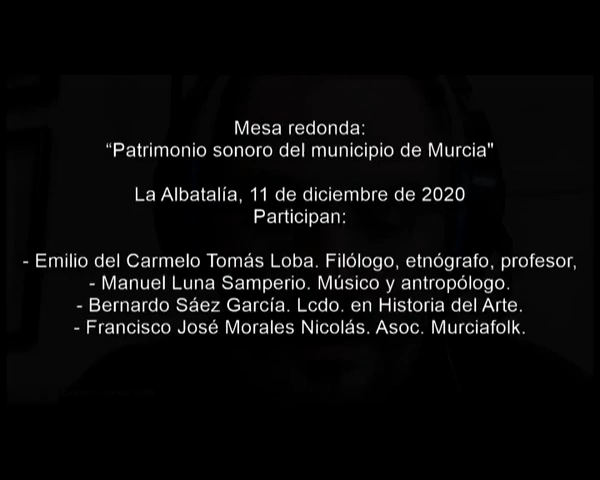 Mesa redonda:
“Patrimonio sonoro del municipio de Murcia"
La Albatalía, 11 de diciembre de 2020
Participan:
- Emilio del Carmelo Tomás Loba. Filólogo, etnógrafo, profesor,
- Manuel Luna Samperio. Músico y antropólogo.
- Bernardo Sáez García. Lcdo. en Historia del Arte.
- Francisco José Morales Nicolás. Asoc. Murciafolk.